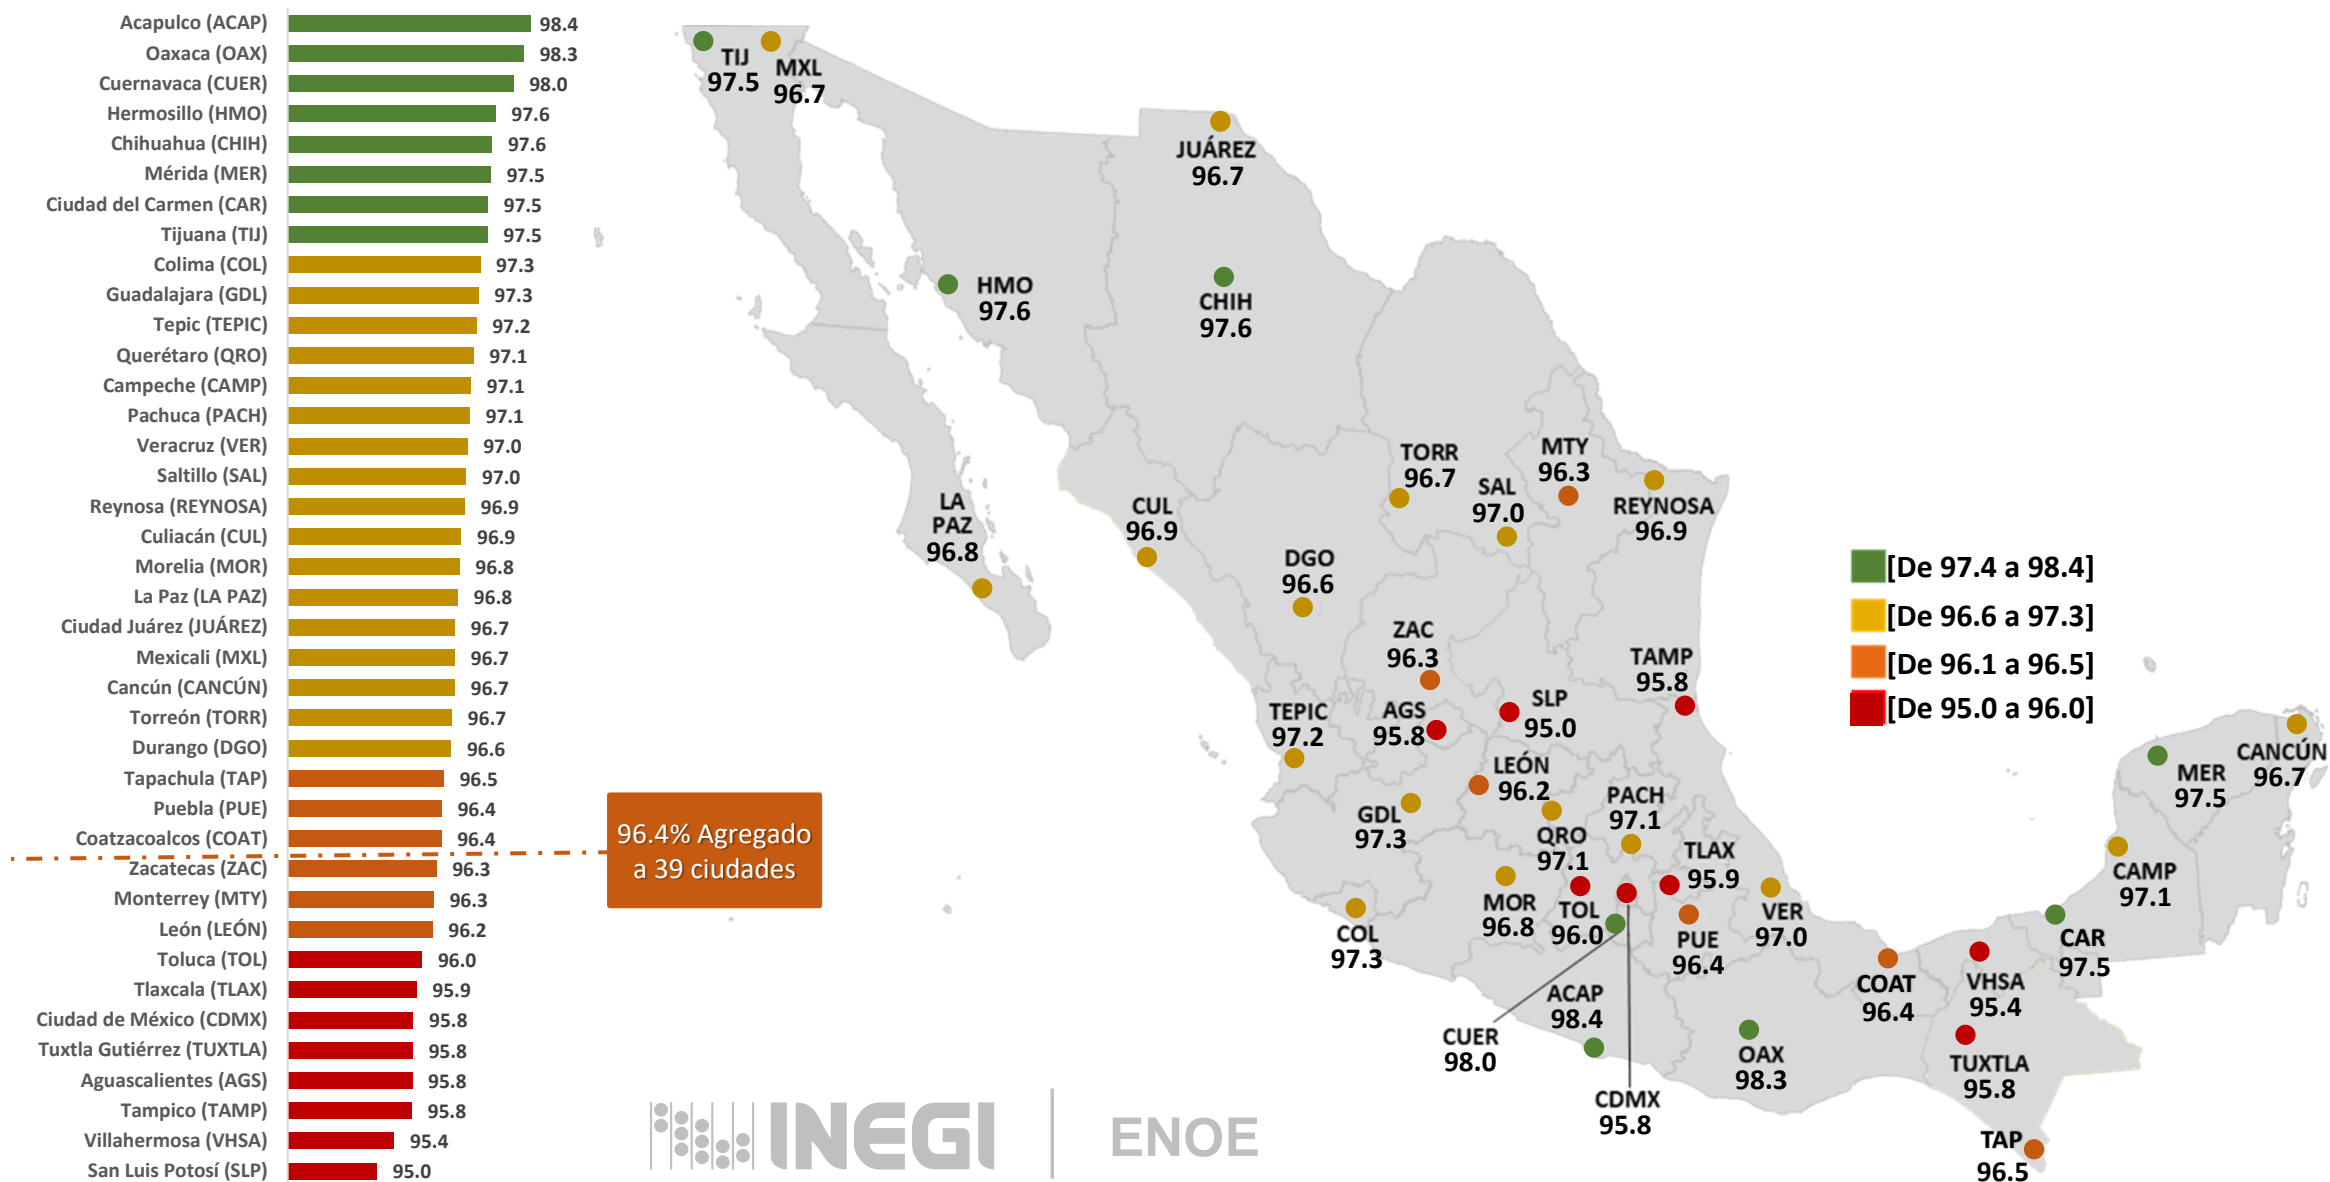 Acapulco (ACAP) 98.4
Oaxaca (OAX) 98.3
Cuernavaca (CUER) 98.0
Hermosillo (HMO) 97.6
Chihuahua (CHIH) 97.6
Mérida (MER) 97.5
Ciudad del Carmen (CAR) 97.5
Tijuana (TIJ) 97.5
Colima (COL) 97.3
Guadalajara (GDL) 97.3
Tepic (TEPIC) 97.2
Querétaro (QRO) 97.1
Campeche (CAMP) 97.1
Pachuca (PACH) 97.1
Veracruz (VER) 97.0
Saltillo (SAL) 97.0
Reynosa (REYNOSA) 96.9
Culiacán (CUL) 96.9
Morelia (MOR) 96.8
La Paz (LA PAZ) 96.8
Ciudad Juárez (JUÁREZ) 96.7
Mexicali (MXL) 96.7
Cancún (CANCÚN) 96.7
Torreón (TORR) 96.7
Durango (DGO) 96.6
Tapachula (TAP) 96.5
Puebla (PUE) 96.4
Coatzacoalcos (COAT) 96.4
Zacatecas (ZAC) 96.3
Monterrey (MTY) 96.3
León (LEÓN) 96.2
Toluca (TOL) 96.0
Tlaxcala (TLAX) 95.9
Ciudad de México (CDMX) 95.8
Tuxtla Gutiérrez (TUXTLA) 95.8
Aguascalientes (AGS) 95.8
Tampico (TAMP) 95.8
Villahermosa (VHSA) 95.4
San Luis Potosí (SLP) 95.0
96.4% Agregado
a 39 ciudades
TIJ
97.5
MXL
96.7
JUÁREZ
96.7
HMO
97.6
CHIH
97.6
LA
PAZ
96.8
CUL
96.9
TORR
96.7
SAL
97.0
MTY
96.3
REYNOSA
96.9
DGO
96.6
ZAC
96.3
TAMP
95.8
TEPIC
97.2
AGS
95.8
SLP
95.0
LEÓN
96.2
GDL
97.3
QRO
97.1
PACH
97.1
TLAX
95.9
COL
97.3
MOR
96.8
TOL
96.0
PUE
96.4
VER
97.0
CUER
98.0
ACAP
98.4
CDMX
95.8
OAX
98.3
COAT
96.4
VHSA
95.4
TUXTLA
95.8
TAP
96.5
CAR
97.5
CAMP
97.1
MER
97.5
CANCÚN
96.7
[De 97.4 a 98.4]
[De 96.6 a 97.3]
[De 96.1 a 96.5]
[De 95.0 a 96.0]
INEGI
ENOE